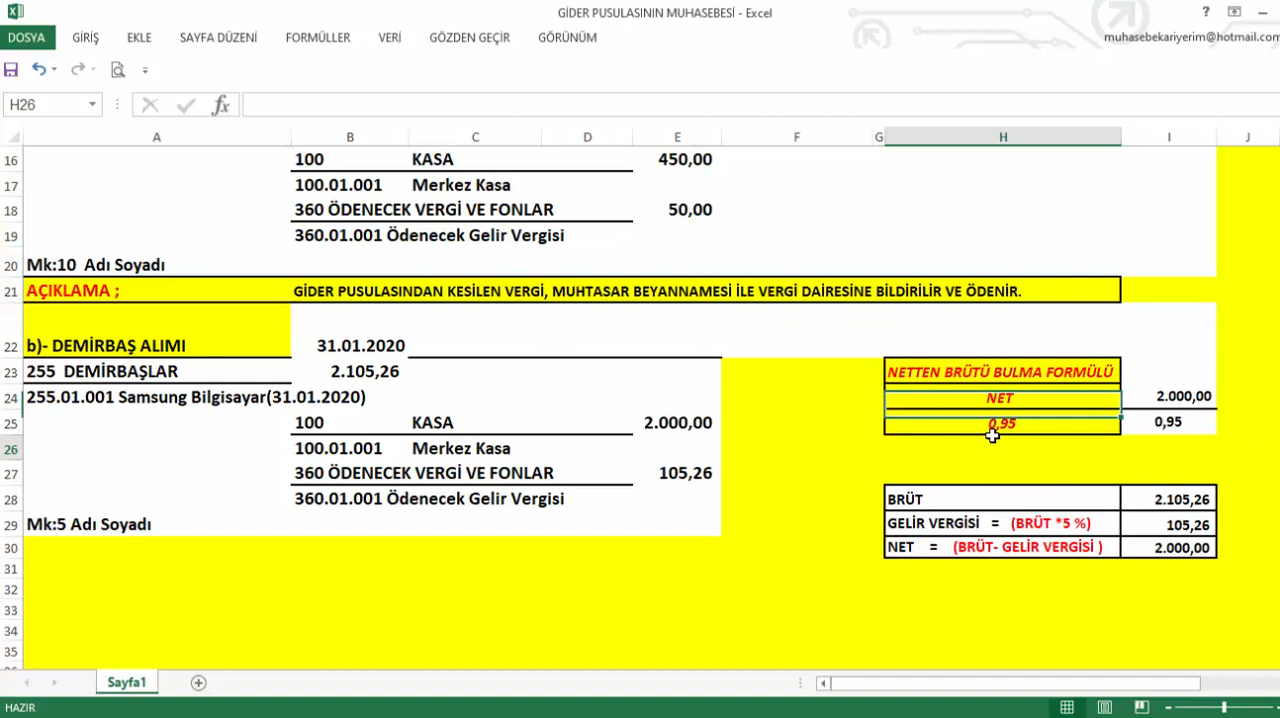 GİDER PUSULASININ MUHASEBESİ - Excel
?
DOSYA GİRİŞ EKLE SAYFA DÜZENİ FORMÜLLER VERİ GÖZDEN GEÇİR GÖRÜNÜM
muhasebekariyerim@hotmail.com
H26 fx
A B C D E F G H I J
16 100 KASA 450,00
17 100.01.001 Merkez Kasa
18 360 ÖDENECEK VERGİ VE FONLAR 50,00
19 360.01.001 Ödenecek Gelir Vergisi
20 Mk:10 Adı Soyadı
21 AÇIKLAMA ; GİDER PUSULASINDAN KESİLEN VERGİ, MUHTASAR BEYANNAMESİ İLE VERGİ DAİRESİNE BİLDİRİLİR VE ÖDENİR.
22 b)- DEMİRBAŞ ALIMI 31.01.2020
23 255 DEMİRBAŞLAR 2.105,26 NETTEN BRÜTÜ BULMA FORMÜLÜ
24 255.01.001 Samsung Bilgisayar(31.01.2020) NET 2.000,00
25 100 KASA 2.000,00 0,95 0,95
26 100.01.001 Merkez Kasa
27 360 ÖDENECEK VERGİ VE FONLAR 105,26
28 360.01.001 Ödenecek Gelir Vergisi BRÜT 2.105,26
29 Mk:5 Adı Soyadı GELİR VERGİSİ = (BRÜT *5 %) 105,26
30 NET = (BRÜT- GELİR VERGİSİ ) 2.000,00
31
32
33
34
35
Sayfa1
HAZIR